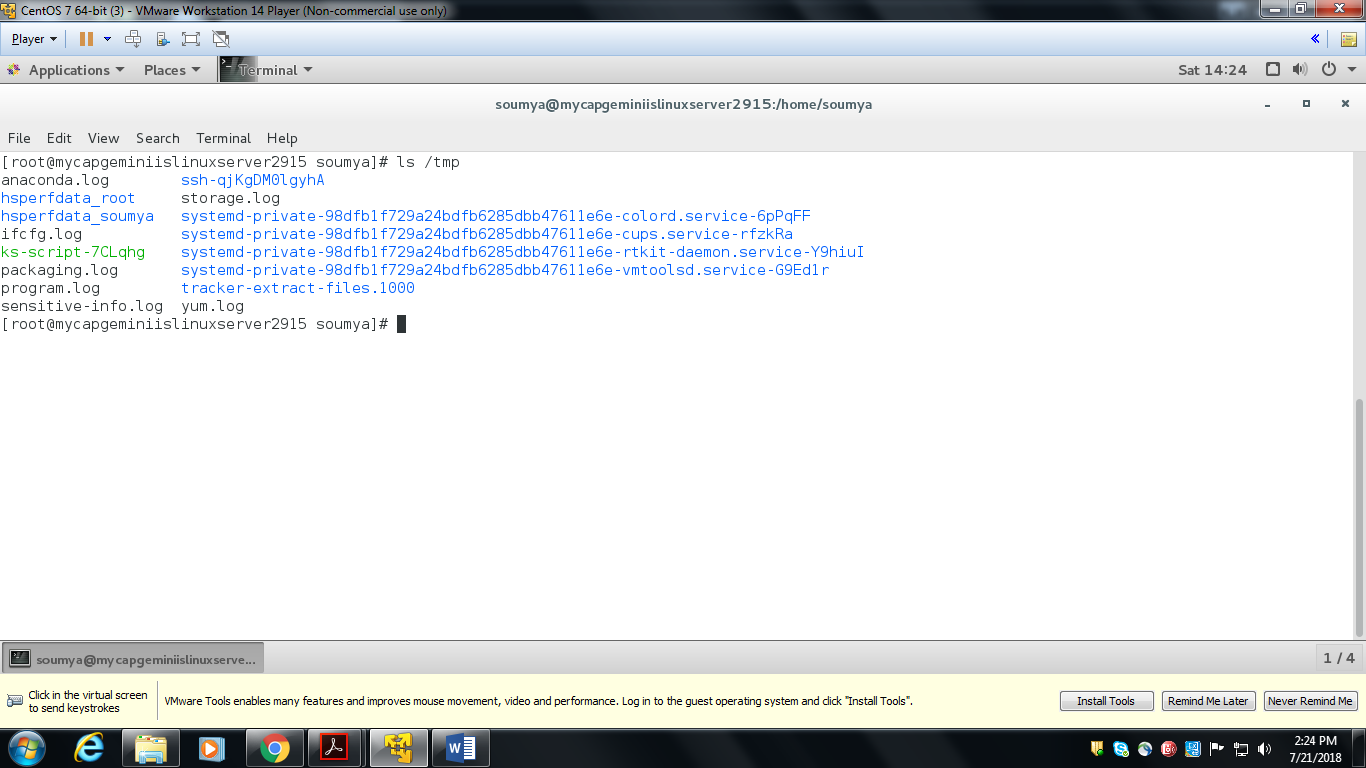 CentOS 7 64-bit (3) - VMware Workstation 14 Player (Non-commercial use only)
Player
Applications Places Terminal Sat 14:24
soumya@mycapgeminiislinuxserver2915:/home/soumya
File Edit View Search Terminal Help
[root@mycapgeminiislinuxserver2915 soumya]# ls /tmp
anaconda.log ssh-qjKgDM0lgyhA
hsperfdata_root storage.log
hsperfdata_soumya systemd-private-98dfb1f729a24bdfb6285dbb47611e6e-colord.service-6pPqFF
ifcfg.log systemd-private-98dfb1f729a24bdfb6285dbb47611e6e-cups.service-rfzkRa
ks-script-7CLqhg systemd-private-98dfb1f729a24bdfb6285dbb47611e6e-rtkit-daemon.service-Y9hiuI
packaging.log systemd-private-98dfb1f729a24bdfb6285dbb47611e6e-vmtoolsd.service-G9Ed1r
program.log tracker-extract-files.1000
sensitive-info.log yum.log
[root@mycapgeminiislinuxserver2915 soumya]#
soumya@mycapgeminiislinuxserve... 1 / 4
Click in the virtual screen
to send keystrokes
VMware Tools enables many features and improves mouse movement, video and performance. Log in to the guest operating system and click "Install Tools".
Install Tools Remind Me Later Never Remind Me
2:24 PM
7/21/2018